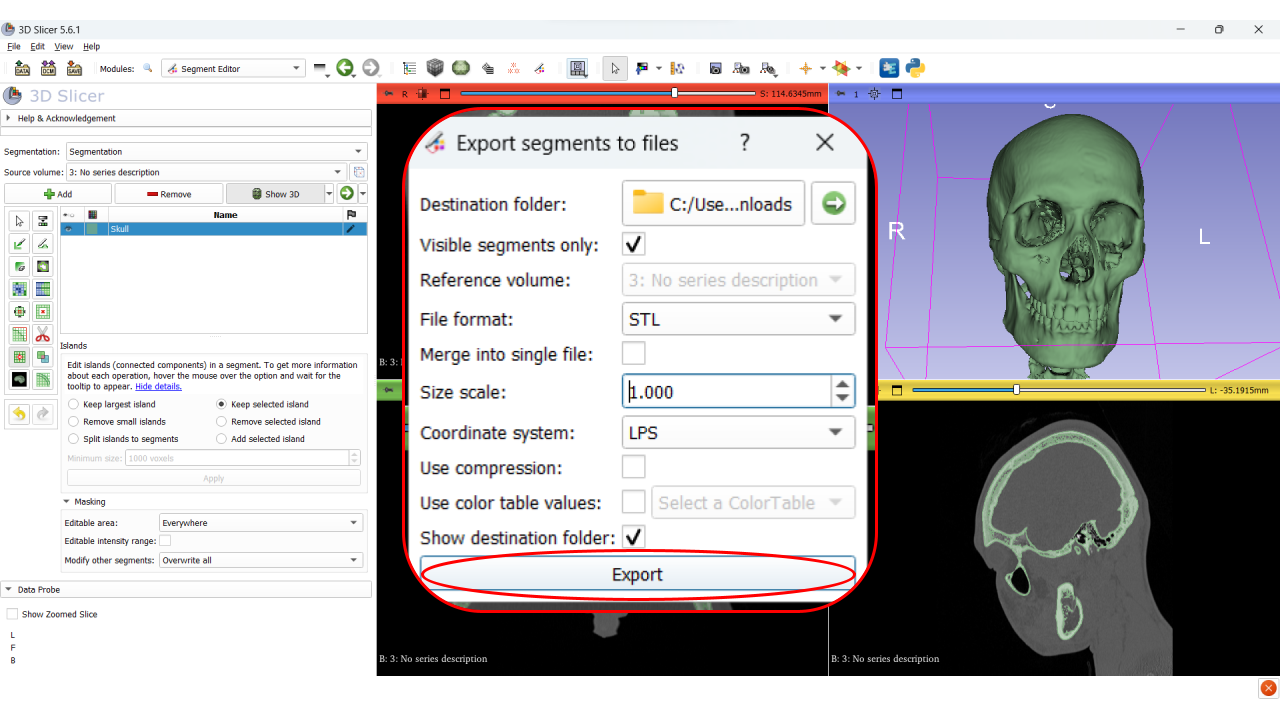 3D Slicer 5.6.1
File Edit View Help
DATA DCM SAVE Modules: Segment Editor
3D Slicer
Help & Acknowledgement
Segmentation: Segmentation
Source volume: 3: No series description
Add Remove Show 3D
Name
Skull
Islands
Edit islands (connected components) in a segment. To get more information
about each operation, hover the mouse over the option and wait for the
tooltip to appear. Hide details.
Keep largest island Keep selected island
Remove small islands Remove selected island
Split islands to segments Add selected island
Minimum size: 1000 voxels
Apply
Masking
Editable area: Everywhere
Editable intensity range:
Modify other segments: Overwrite all
Data Probe
Show Zoomed Slice
L
F
B
R S: 114.6345mm
B: 3:
Export segments to files ?
Destination folder: C:/Use...nloads
Visible segments only:
Reference volume: 3: No series description
File format: STL
Merge into single file:
Size scale: 1.000
Coordinate system: LPS
Use compression:
Use color table values: Select a ColorTable
Show destination folder:
Export
B: 3: No series description
1
R L
L: -35.1915mm
B: 3: No series description